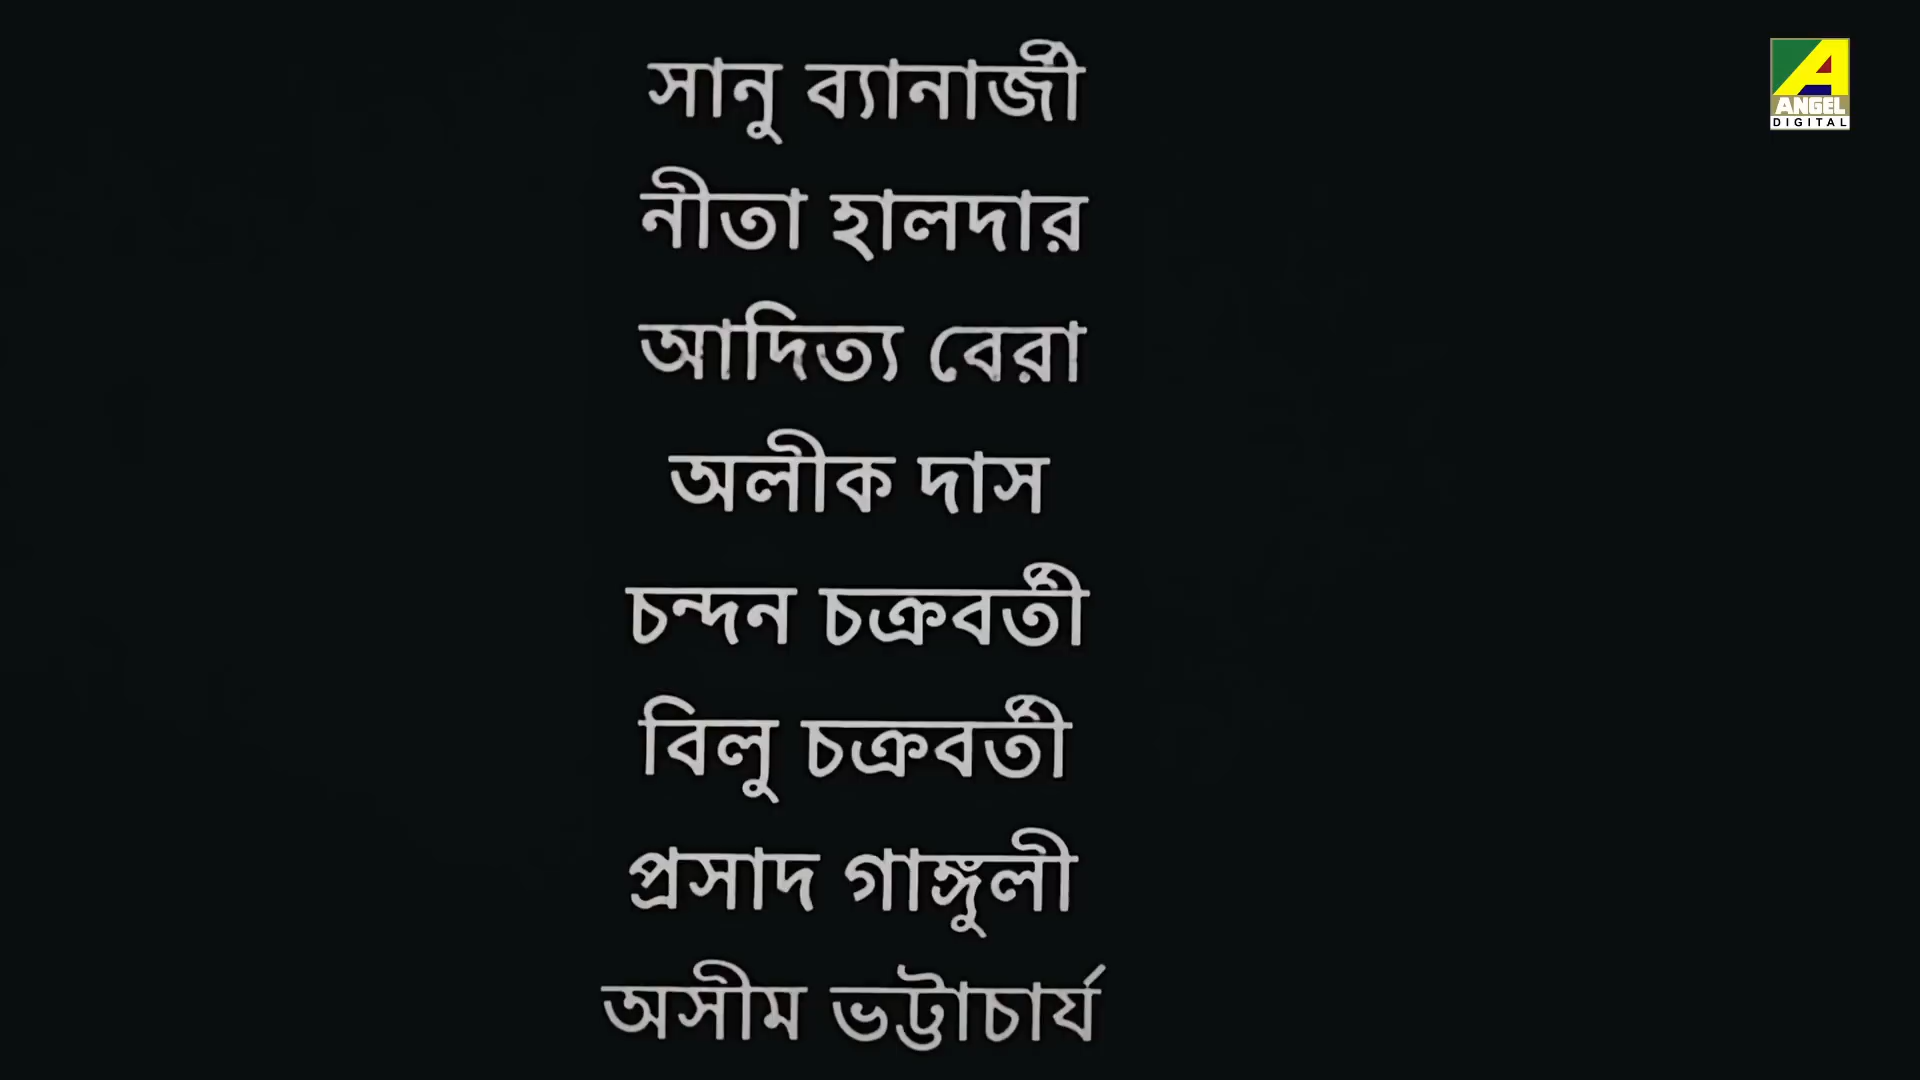 সানু ব্যানার্জী
নীতা হালদার
আদিত্য বেরা
অলীক দাস
চন্দন চক্রবর্তী
বিলু চক্রবর্তী
প্রসাদ গাঙ্গুলী
অসীম ভট্টাচার্য
A
ANGEL
DIGITAL